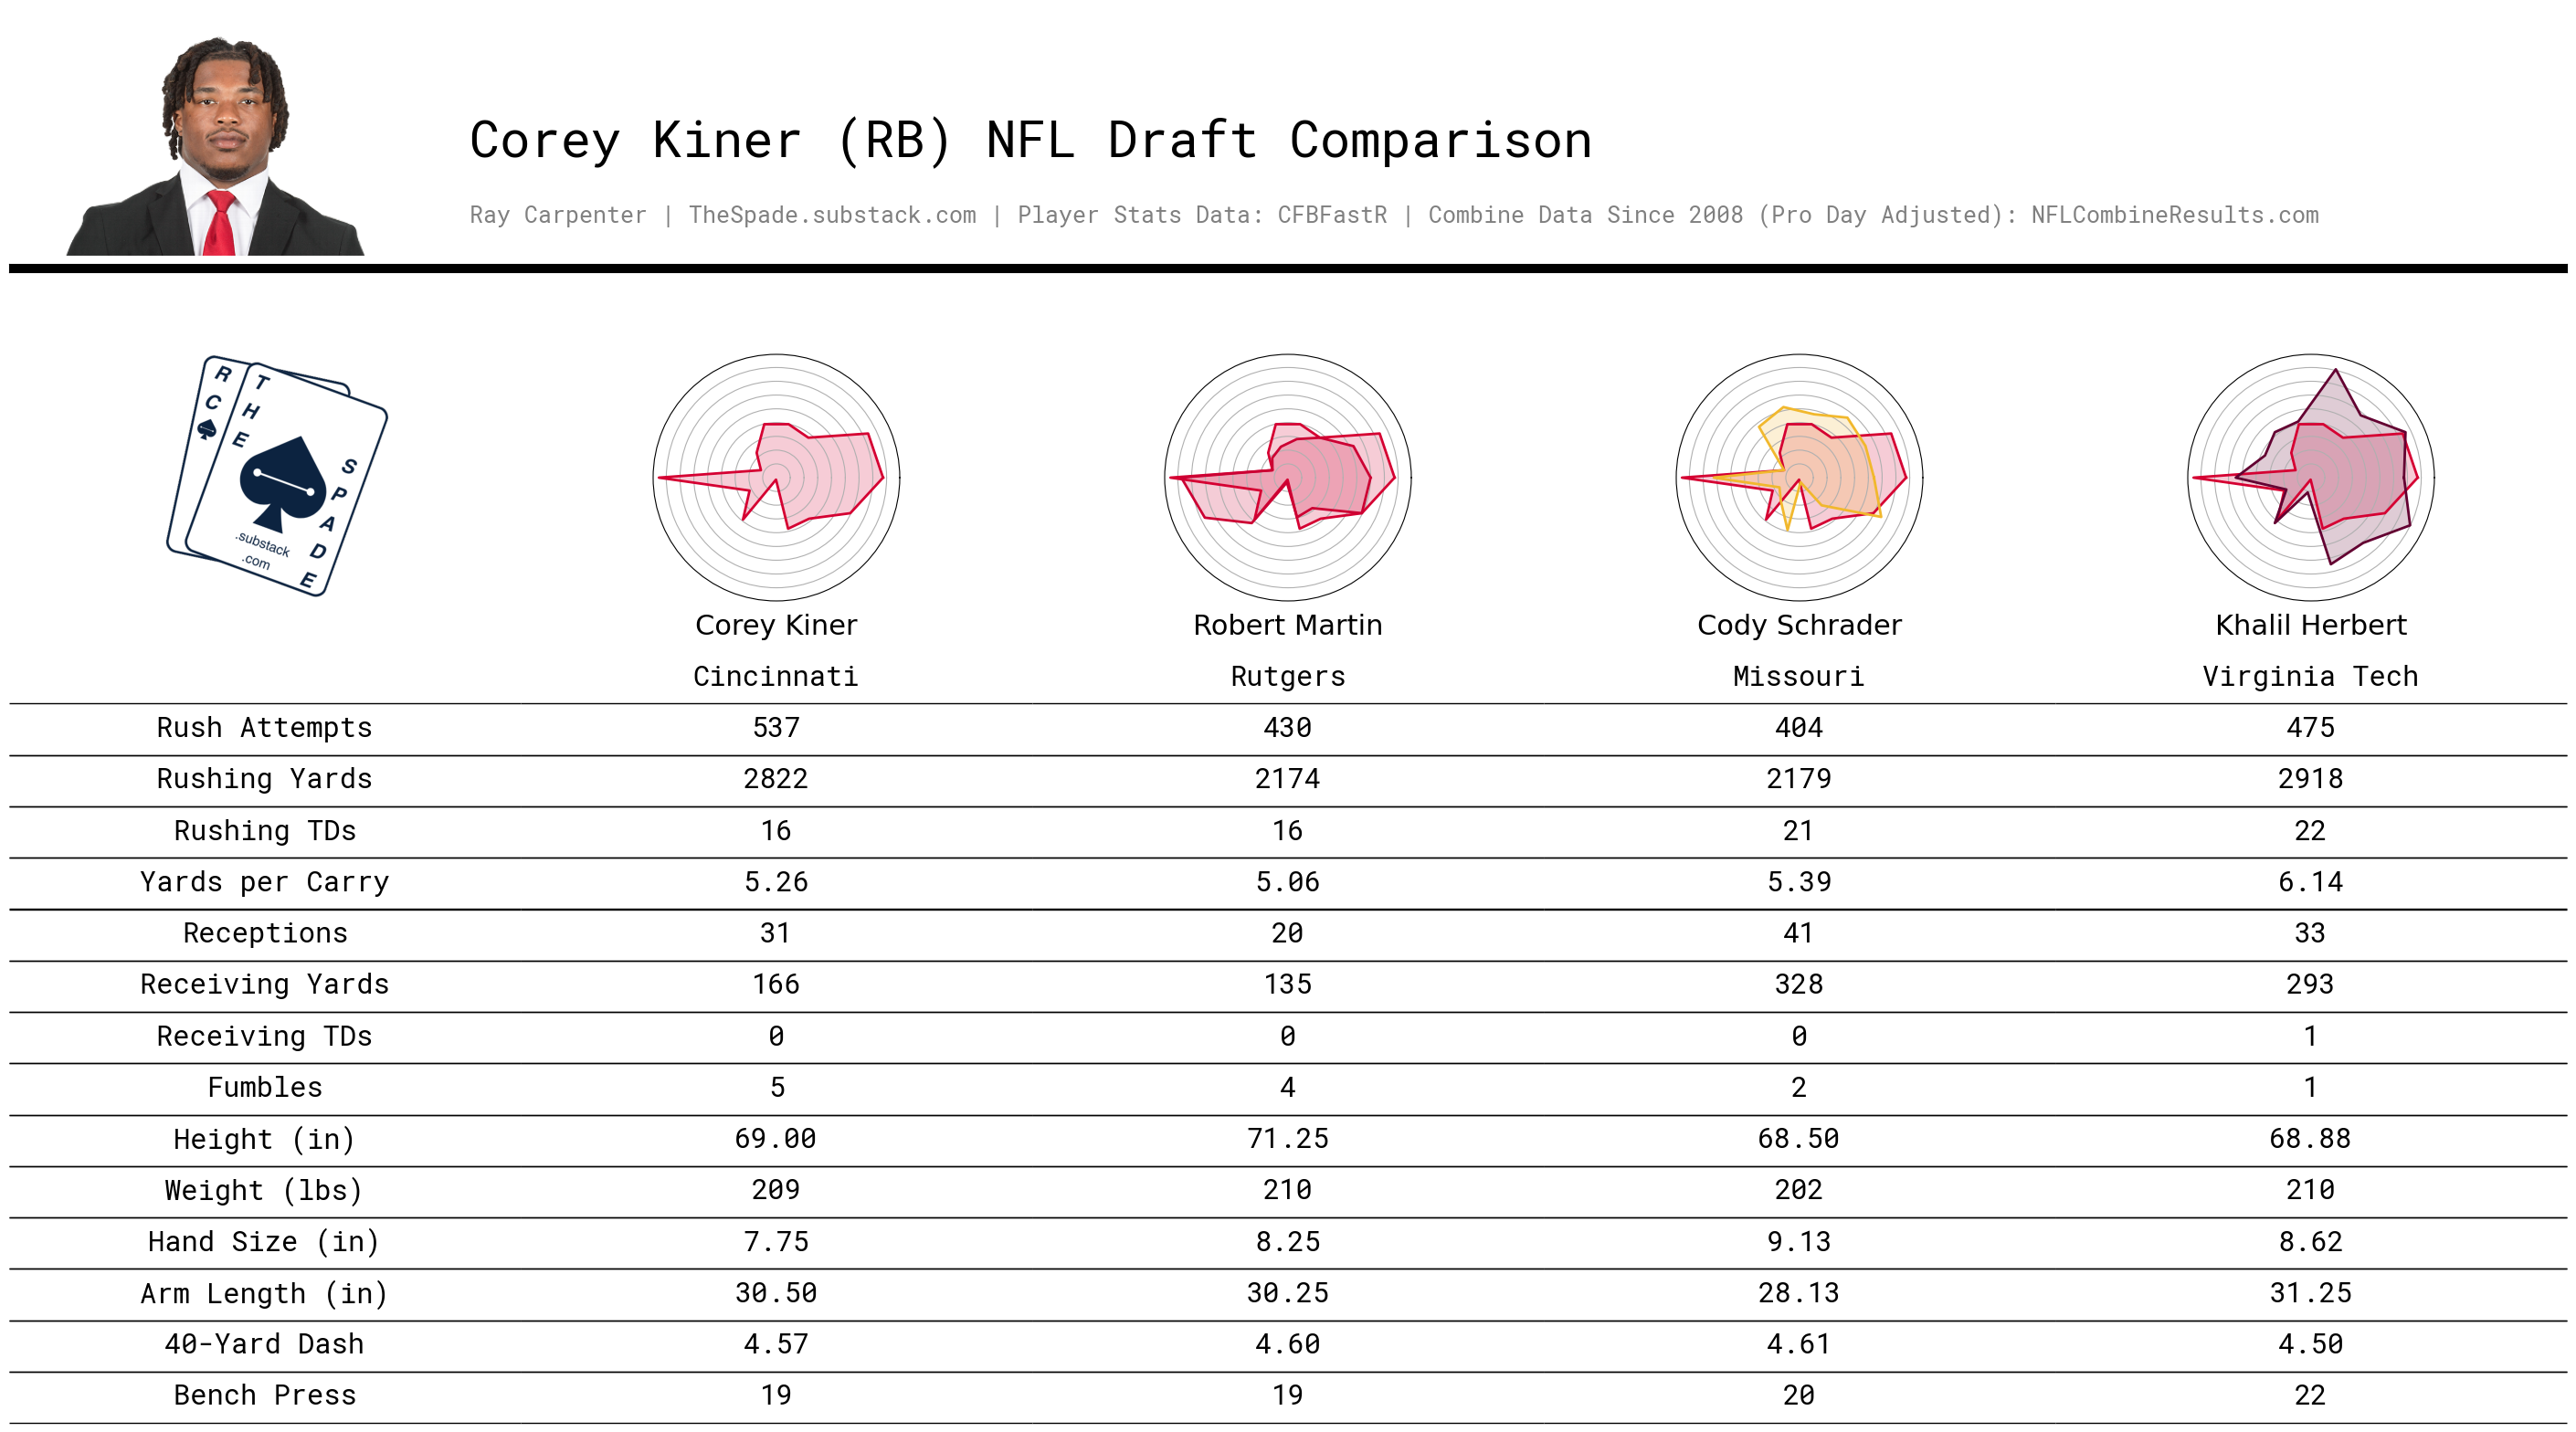 Corey Kiner (RB) NFL Draft Comparison
Ray Carpenter | TheSpade.substack.com | Player Stats Data: CFBFastR | Combine Data Since 2008 (Pro Day Adjusted): NFLCombineResults.com
R C
T H E
S P A D E
.substack
.com
Corey Kiner Robert Martin Cody Schrader Khalil Herbert
Cincinnati Rutgers Missouri Virginia Tech
Rush Attempts 537 430 404 475
Rushing Yards 2822 2174 2179 2918
Rushing TDs 16 16 21 22
Yards per Carry 5.26 5.06 5.39 6.14
Receptions 31 20 41 33
Receiving Yards 166 135 328 293
Receiving TDs 0 0 0 1
Fumbles 5 4 2 1
Height (in) 69.00 71.25 68.50 68.88
Weight (lbs) 209 210 202 210
Hand Size (in) 7.75 8.25 9.13 8.62
Arm Length (in) 30.50 30.25 28.13 31.25
40-Yard Dash 4.57 4.60 4.61 4.50
Bench Press 19 19 20 22